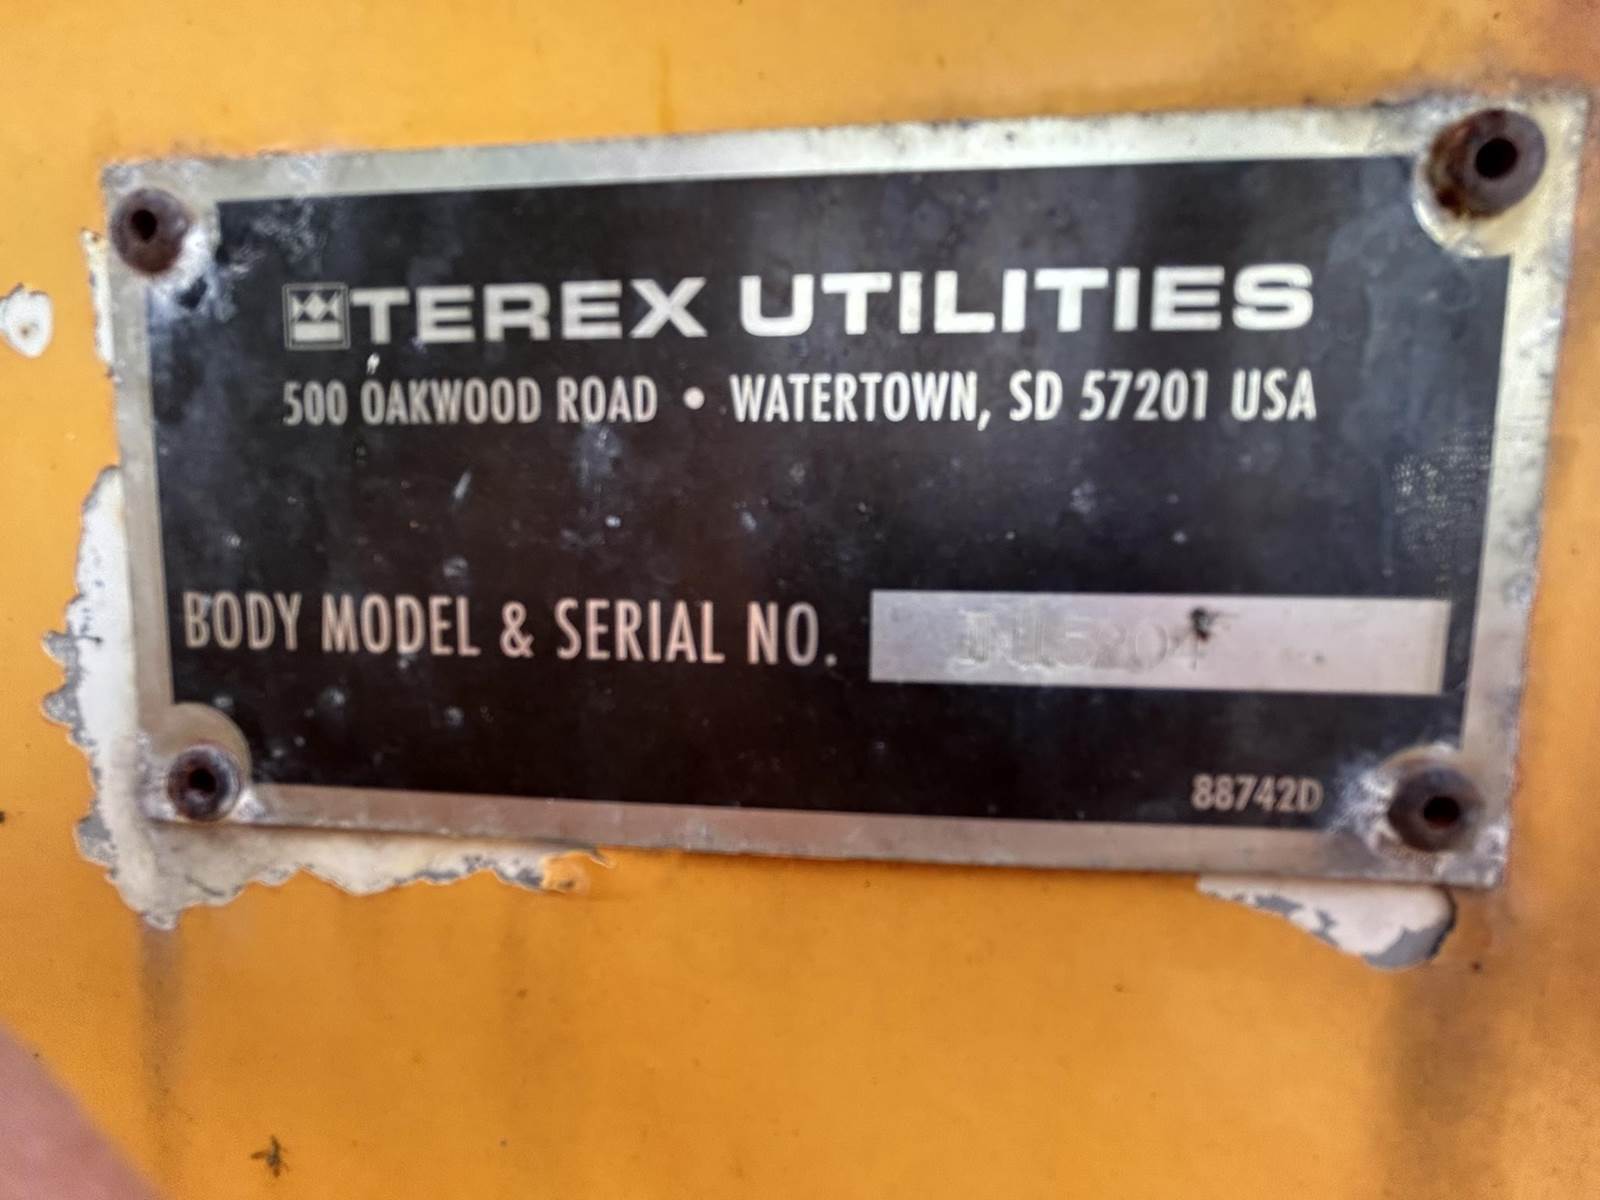 TEREX UTILITIES
500 OAKWOOD ROAD • WATERTOWN, SD 57201 USA
BODY MODEL & SERIAL NO.
88742D